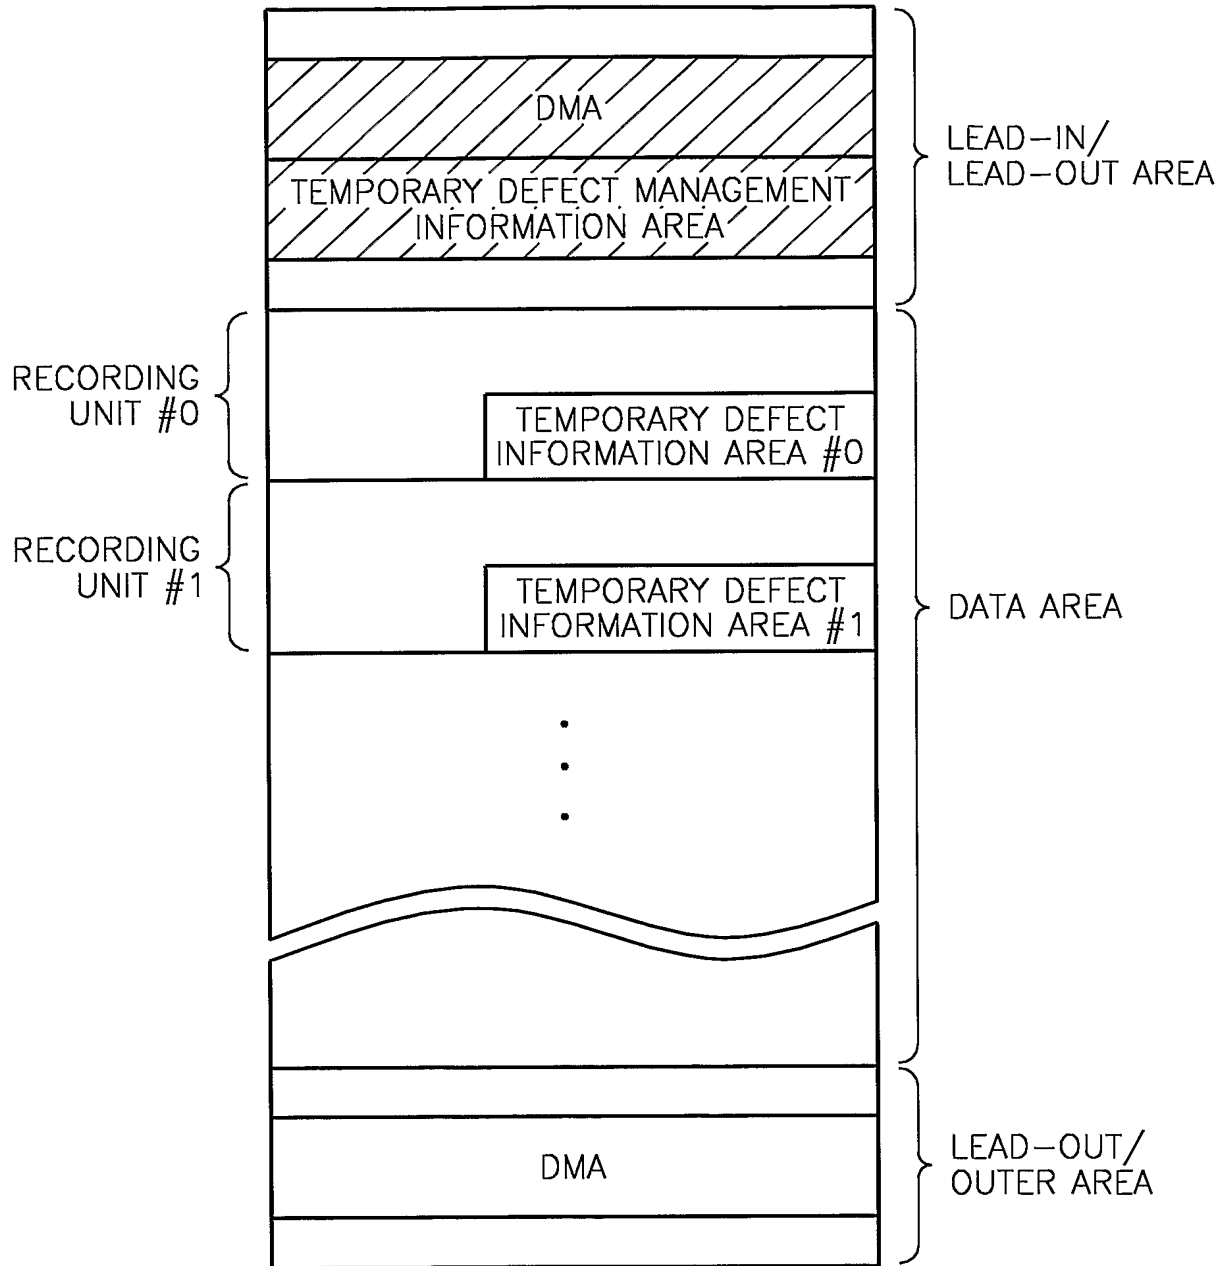 DMA
TEMPORARY DEFECT MANAGEMENT
INFORMATION AREA
LEAD-IN/
LEAD-OUT AREA
RECORDING
UNIT #0
TEMPORARY DEFECT
INFORMATION AREA #0
RECORDING
UNIT #1
TEMPORARY DEFECT
INFORMATION AREA #1
DATA AREA
DMA
LEAD-OUT/
OUTER AREA